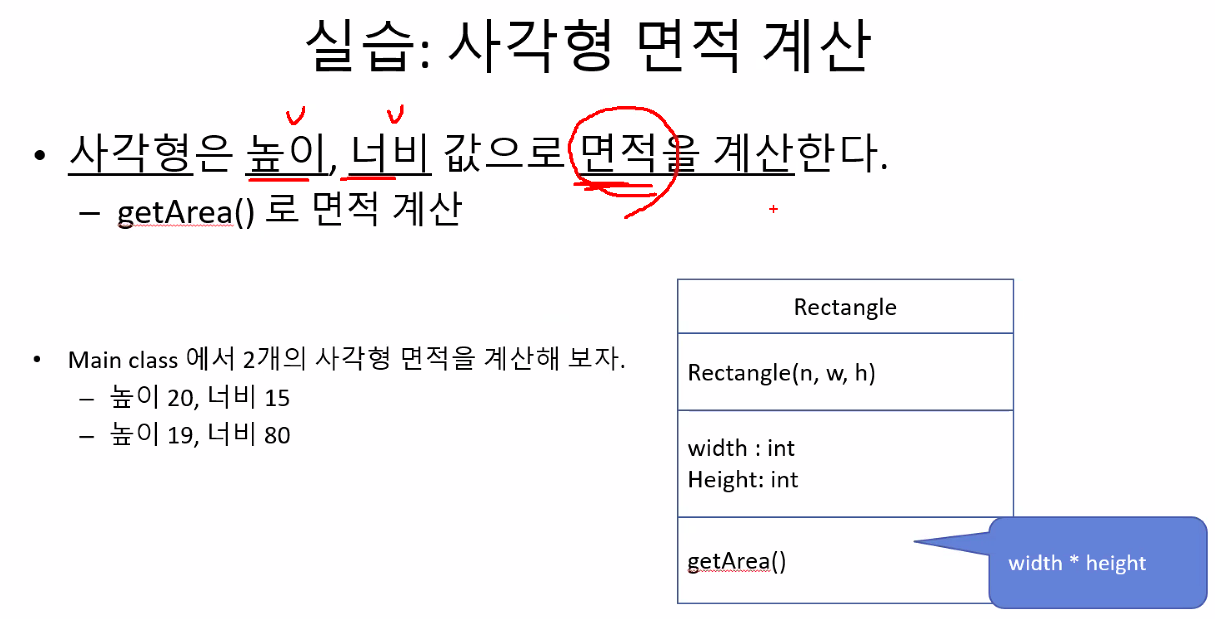 실습: 사각형 면적 계산
• 사각형은 높이, 너비 값으로 면적을 계산한다.
– getArea() 로 면적 계산
• Main class 에서 2개의 사각형 면적을 계산해 보자.
– 높이 20, 너비 15
– 높이 19, 너비 80
Rectangle
Rectangle(n, w, h)
width : int
Height: int
getArea()
width * height